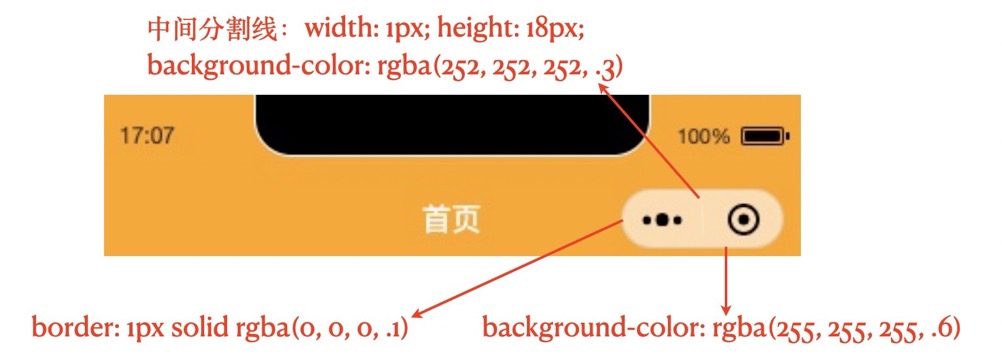 中间分割线：width: 1px; height: 18px;
background-color: rgba(252, 252, 252, .3)
17:07
100%
首页
border: 1px solid rgba(0, 0, 0, .1)
background-color: rgba(255, 255, 255, .6)